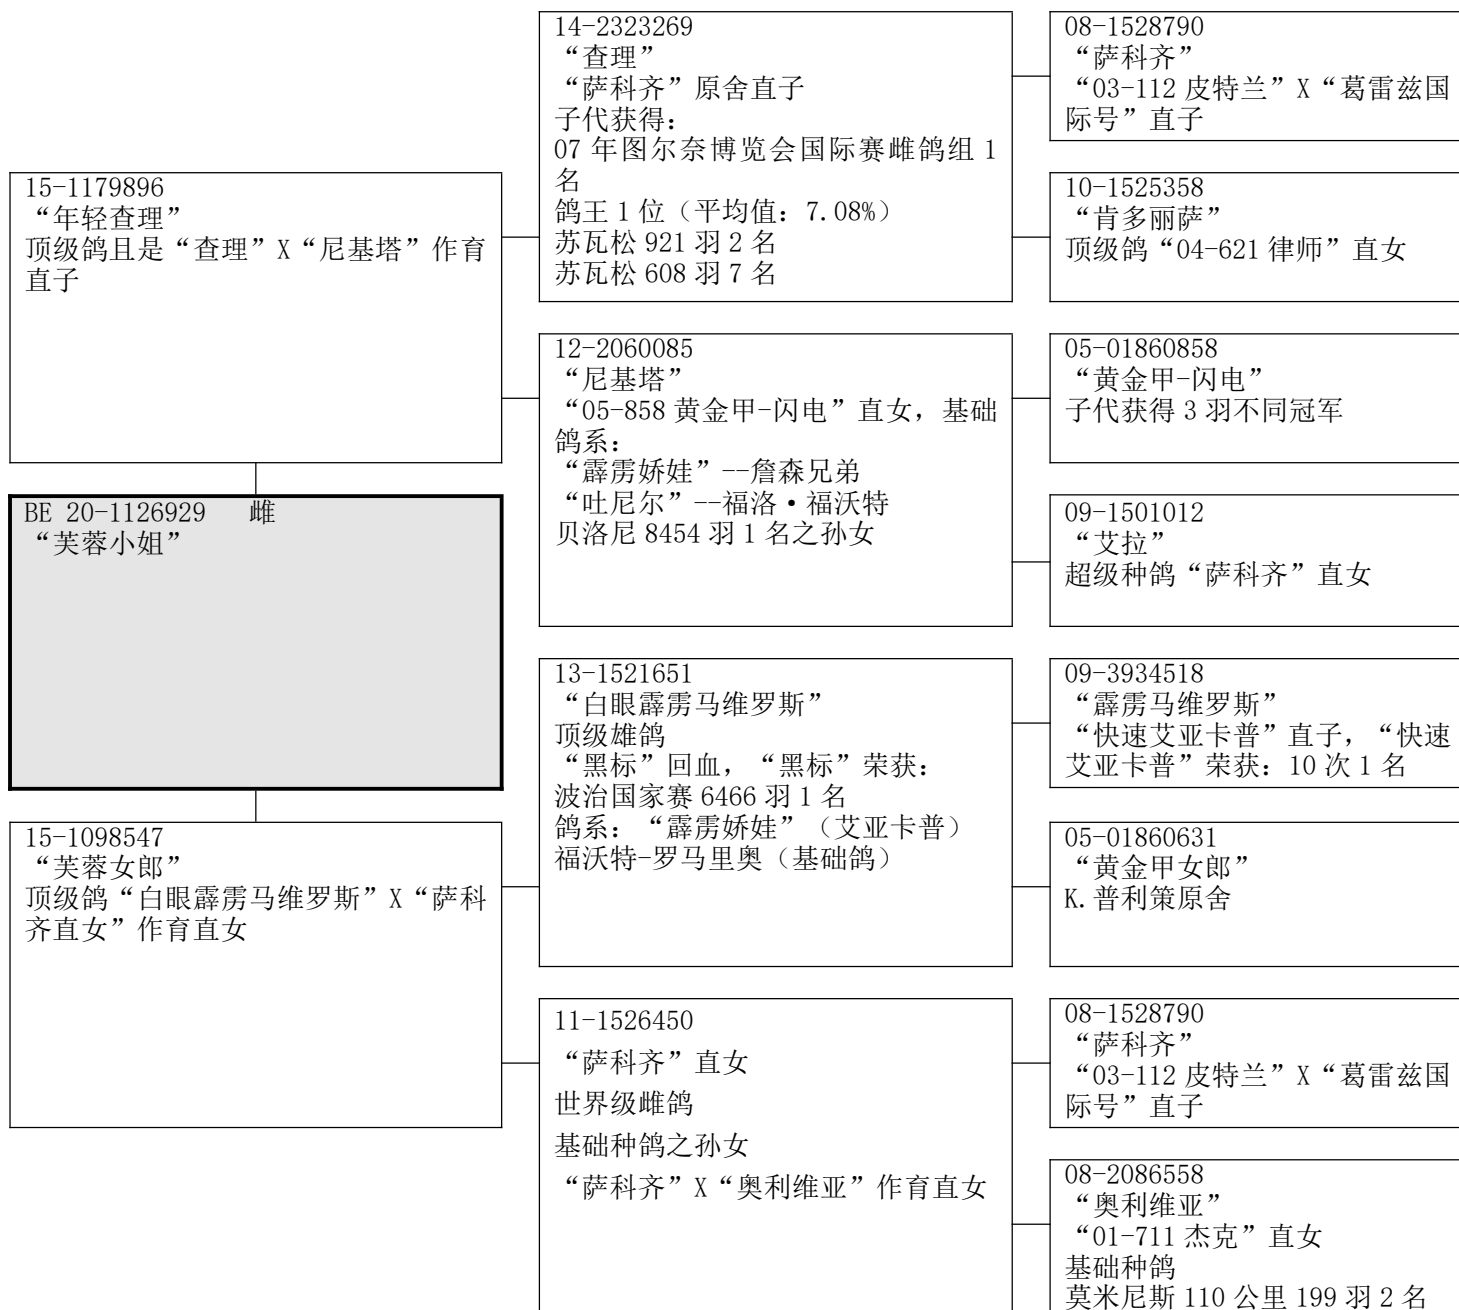 15-1179896
“年轻查理”
顶级鸽且是“查理”X“尼基塔”作育
直子
BE 20-1126929 雌
“芙蓉小姐”
15-1098547
“芙蓉女郎”
顶级鸽“白眼霹雳马维罗斯”X“萨科
齐直女”作育直女
14-2323269
“查理”
“萨科齐”原舍直子
子代获得：
07 年图尔奈博览会国际赛雌鸽组 1
名
鸽王 1 位（平均值：7.08%）
苏瓦松 921 羽 2 名
苏瓦松 608 羽 7 名
12-2060085
“尼基塔”
“05-858 黄金甲-闪电”直女，基础
鸽系：
“霹雳娇娃”--詹森兄弟
“吐尼尔”--福洛•福沃特
贝洛尼 8454 羽 1 名之孙女
13-1521651
“白眼霹雳马维罗斯”
顶级雄鸽
“黑标”回血，“黑标”荣获：
波治国家赛 6466 羽 1 名
鸽系：“霹雳娇娃”（艾亚卡普）
福沃特-罗马里奥（基础鸽）
11-1526450
“萨科齐”直女
世界级雌鸽
基础种鸽之孙女
“萨科齐”X“奥利维亚”作育直女
08-1528790
“萨科齐”
“03-112 皮特兰”X“葛雷兹国
际号”直子
10-1525358
“肯多丽萨”
顶级鸽“04-621 律师”直女
05-01860858
“黄金甲-闪电”
子代获得 3 羽不同冠军
09-1501012
“艾拉”
超级种鸽“萨科齐”直女
09-3934518
“霹雳马维罗斯”
“快速艾亚卡普”直子，“快速
艾亚卡普”荣获：10 次 1 名
05-01860631
“黄金甲女郎”
K.普利策原舍
08-1528790
“萨科齐”
“03-112 皮特兰”X“葛雷兹国
际号”直子
08-2086558
“奥利维亚”
“01-711 杰克”直女
基础种鸽
莫米尼斯 110 公里 199 羽 2 名